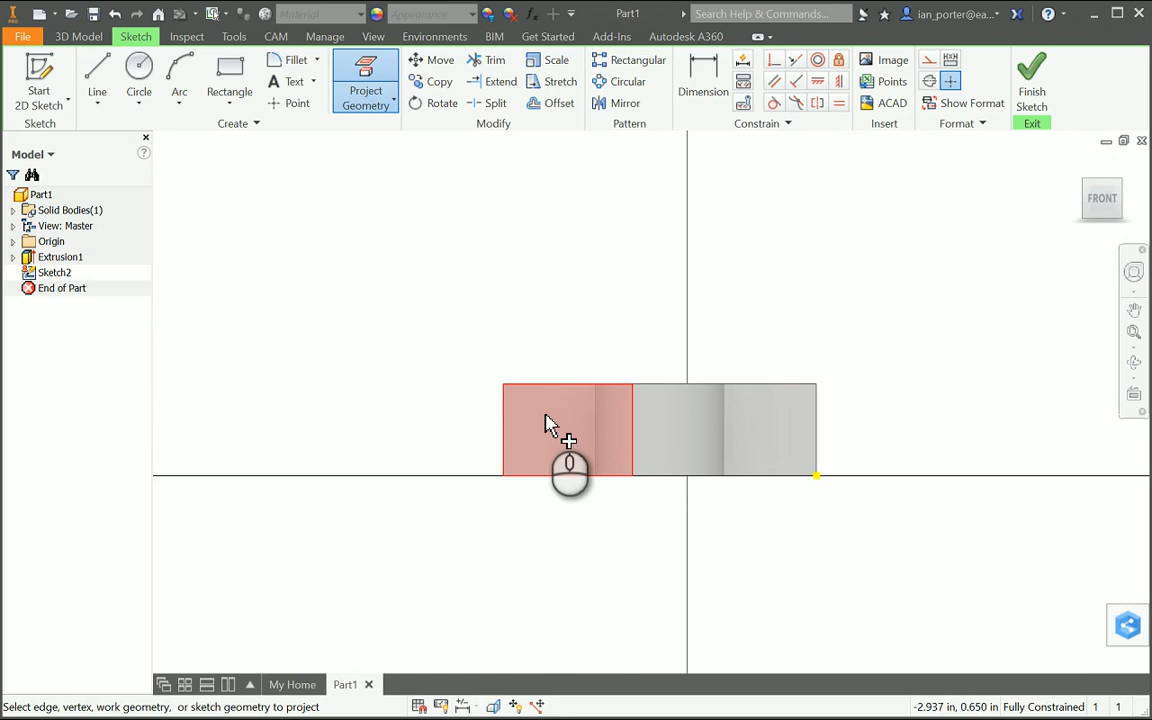 PRO
Material
Appearance
Part1
Search Help & Commands...
ian_porter@ea...
File
3D Model
Sketch
Inspect
Tools
CAM
Manage
View
Environments
BIM
Get Started
Add-Ins
Autodesk A360
Start
2D Sketch
Line
Circle
Arc
Rectangle
Fillet
Text
Point
Project
Geometry
Move
Trim
Scale
Copy
Extend
Stretch
Rotate
Split
Offset
Rectangular
Circular
Mirror
Dimension
Image
Points
ACAD
Show Format
Finish
Sketch
Sketch
Create
Modify
Pattern
Constrain
Insert
Format
Exit
Model
Part1
Solid Bodies(1)
View: Master
Origin
Extrusion1
Sketch2
End of Part
FRONT
My Home
Part1
Select edge, vertex, work geometry, or sketch geometry to project
-2.937 in, 0.650 in
Fully Constrained
1
1